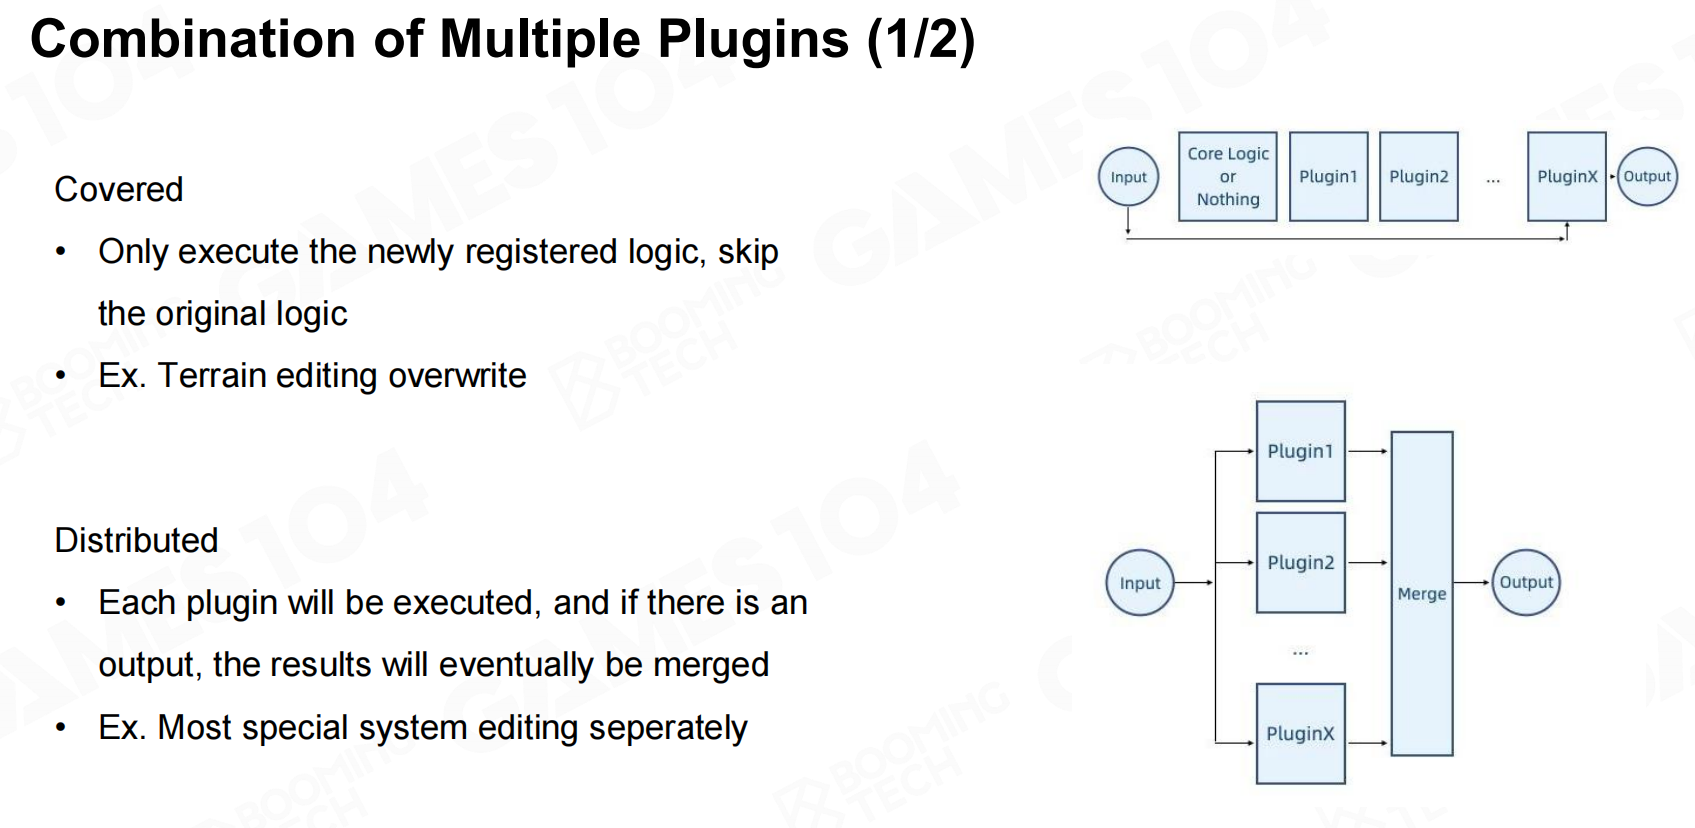 Combination of Multiple Plugins (1/2)
Covered
• Only execute the newly registered logic, skip
the original logic
• Ex. Terrain editing overwrite
Input
Core Logic
or
Nothing
Plugin1
Plugin2
...
PluginX
Output
Distributed
• Each plugin will be executed, and if there is an
output, the results will eventually be merged
• Ex. Most special system editing seperately
Input
Plugin1
Plugin2
...
PluginX
Merge
Output
GAMES104
BOOMING
TECH